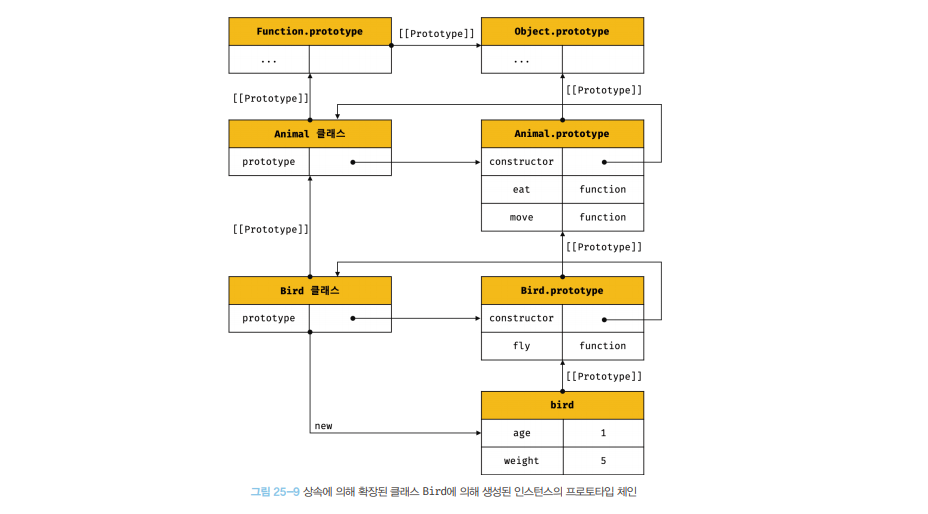 Function.prototype
[[Prototype]]
Object.prototype
...
...
[[Prototype]]
[[Prototype]]
Animal 클래스
Animal.prototype
prototype
constructor
eat function
move function
[[Prototype]]
[[Prototype]]
Bird 클래스
Bird.prototype
prototype
constructor
fly function
[[Prototype]]
bird
new
age 1
weight 5
그림 25-9 상속에 의해 확장된 클래스 Bird에 의해 생성된 인스턴스의 프로토타입 체인